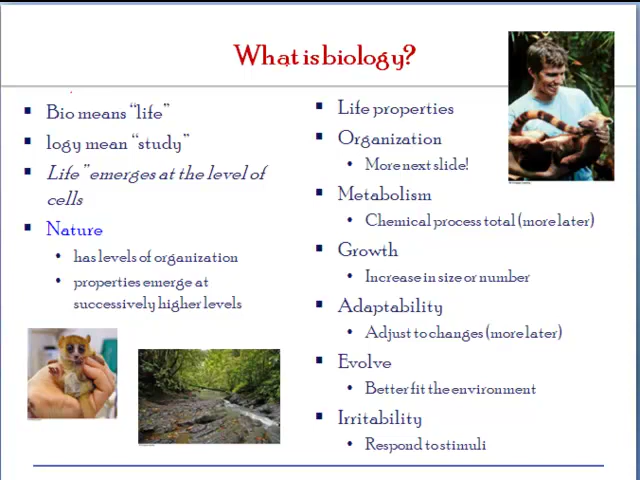 What is biology?
Bio means “life”
logy mean “study”
Life” emerges at the level of
cells
Nature
has levels of organization
properties emerge at
successively higher levels
Life properties
Organization
More next slide!
Metabolism
Chemical process total (more later)
Growth
Increase in size or number
Adaptability
Adjust to changes (more later)
Evolve
Better fit the environment
Irritability
Respond to stimuli